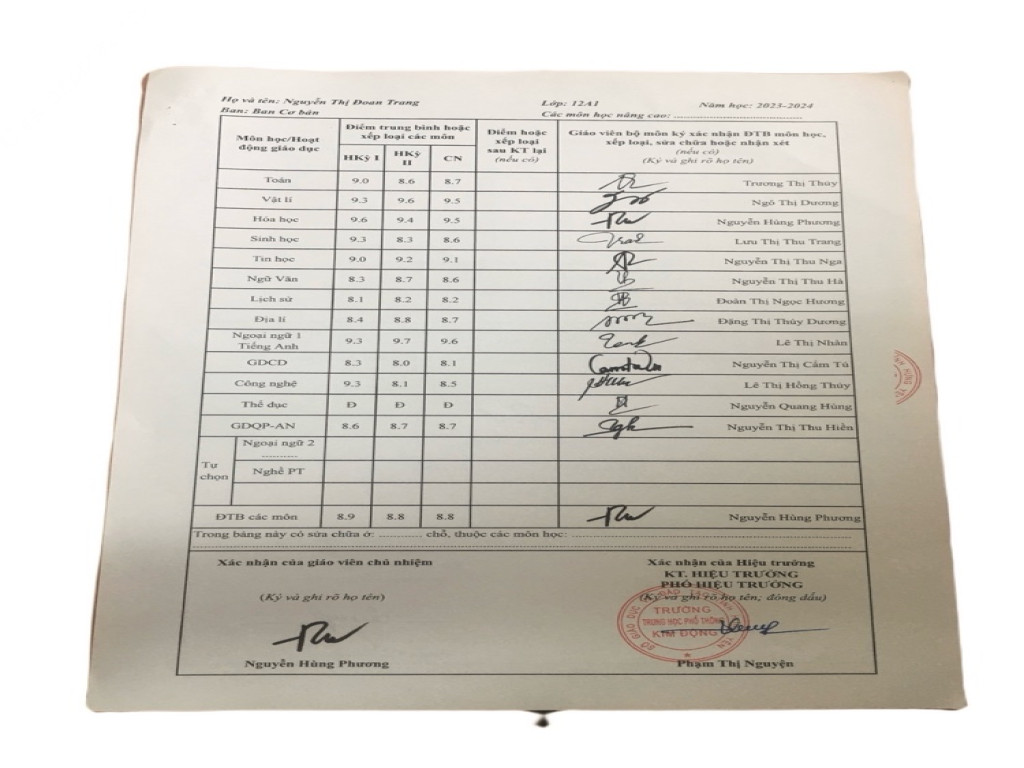 Họ và tên: Nguyễn Thị Đoan Trang Lớp: 12A1 Năm học: 2023-2024
Ban: Ban Cơ bản Các môn học nâng cao: ....................
Môn học/Hoạt động giáo dục
Điểm trung bình hoặc xếp loại các môn
HKỳ I HKỳ II CN
Điểm hoặc xếp loại sau KT lại (nếu có)
Giáo viên bộ môn ký xác nhận ĐTB môn học, xếp loại, sửa chữa hoặc nhận xét (nếu có)
(Ký và ghi rõ họ tên)
Toán 9.0 8.6 8.7 Trương Thị Thúy
Vật lí 9.3 9.6 9.5 Ngô Thị Dương
Hóa học 9.6 9.4 9.5 Nguyễn Hùng Phương
Sinh học 9.3 8.3 8.6 Lưu Thị Thu Trang
Tin học 9.0 9.2 9.1 Nguyễn Thị Thu Nga
Ngữ Văn 8.3 8.7 8.6 Nguyễn Thị Thu Hà
Lịch sử 8.1 8.2 8.2 Đoàn Thị Ngọc Hương
Địa lí 8.4 8.8 8.7 Đặng Thị Thùy Dương
Ngoại ngữ 1 Tiếng Anh 9.3 9.7 9.6 Lê Thị Nhàn
GDCD 8.3 8.0 8.1 Nguyễn Thị Cẩm Tú
Công nghệ 9.3 8.1 8.5 Lê Thị Hồng Thúy
Thể dục Đ Đ Đ Nguyễn Quang Hùng
GDQP-AN 8.6 8.7 8.7 Nguyễn Thị Thu Hiền
Tự chọn
Ngoại ngữ 2
..........
Nghề PT
ĐTB các môn 8.9 8.8 8.8 Nguyễn Hùng Phương
Trong bảng này có sửa chữa ở: .......... chỗ, thuộc các môn học: ....................
Xác nhận của giáo viên chủ nhiệm
(Ký và ghi rõ họ tên)
Nguyễn Hùng Phương
Xác nhận của Hiệu trưởng
KT. HIỆU TRƯỞNG
PHÓ HIỆU TRƯỞNG
(Ký và ghi rõ họ tên; đóng dấu)
TRƯỜNG
TRUNG HỌC PHỔ THÔNG
KIM ĐỘNG
Phạm Thị Nguyện